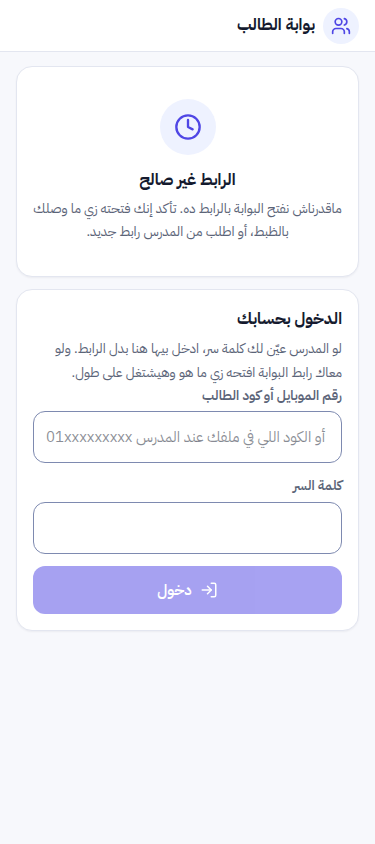 بوابة الطالب
الرابط غير صالح
ماقدرناش نفتح البوابة بالرابط ده. تأكد إنك فتحته زي ما وصلك
بالظبط، أو اطلب من المدرس رابط جديد.
الدخول بحسابك
لو المدرس عيّن لك كلمة سر، ادخل بيها هنا بدل الرابط. ولو
معاك رابط البوابة افتحه زي ما هو وهيشتغل على طول.
رقم الموبايل أو كود الطالب
01xxxxxxxxx أو الكود اللي في ملفك عند المدرس
كلمة السر
دخول